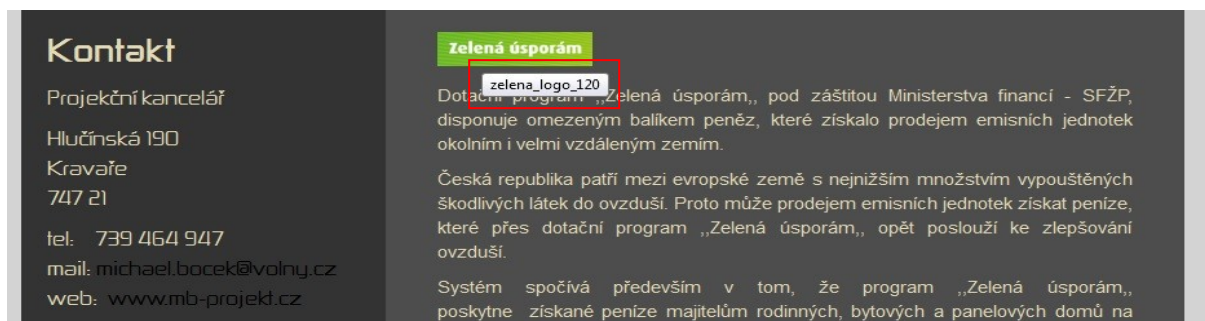 Kontakt
Projekční kancelář
Hlučínská 190
Kravaře
747 21
tel: 739 464 947
mail: michael.bocek@volny.cz
web: www.mb-projekt.cz
Zelená úsporám
zelena_logo_120
Dotační program ,,Zelená úsporám,, pod záštitou Ministerstva financí - SFŽP,
disponuje omezeným balíkem peněz, které získalo prodejem emisních jednotek
okolním i velmi vzdáleným zemím.
Česká republika patří mezi evropské země s nejnižším množstvím vypouštěných
škodlivých látek do ovzduší. Proto může prodejem emisních jednotek získat peníze,
které přes dotační program ,,Zelená úsporám,, opět poslouží ke zlepšování
ovzduší.
Systém spočívá především v tom, že program ,,Zelená úsporám,,
poskytne získané peníze majitelům rodinných, bytových a panelových domů na